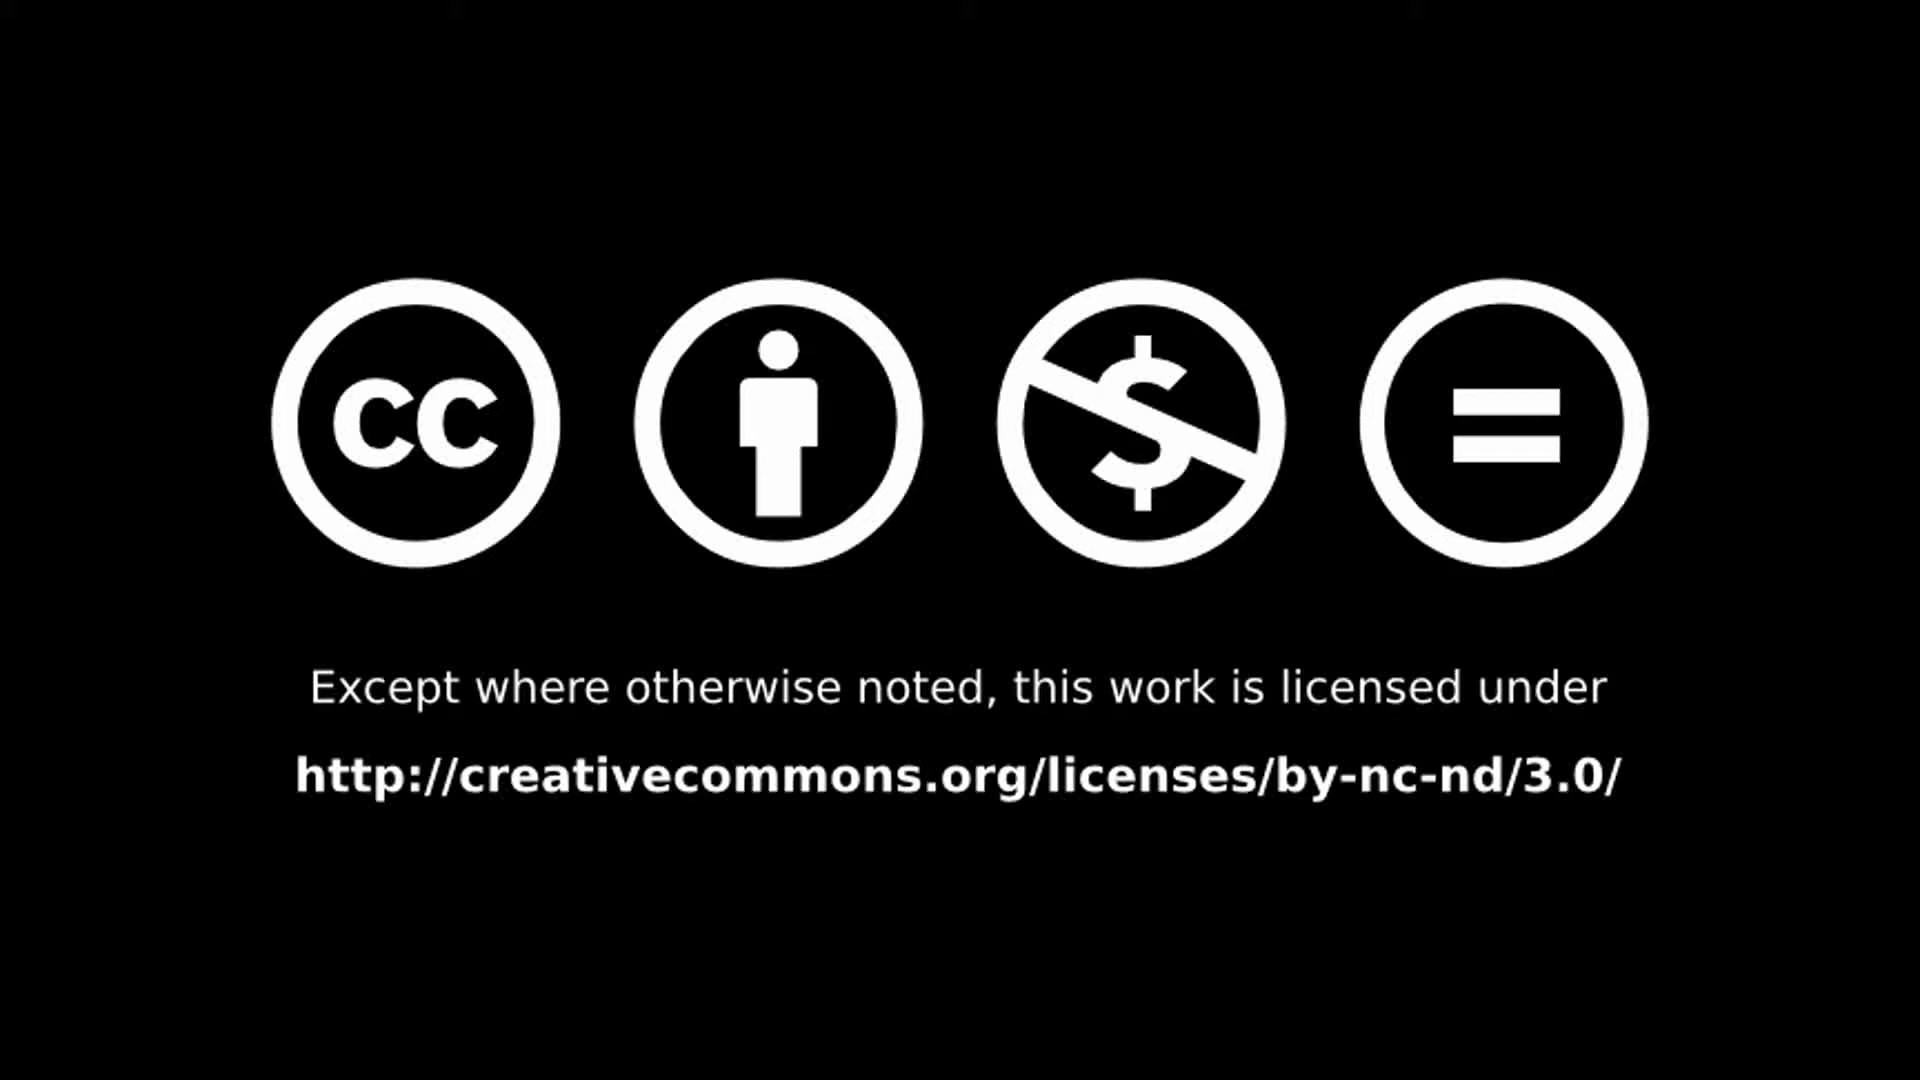 cc $ =
Except where otherwise noted, this work is licensed under
http://creativecommons.org/licenses/by-nc-nd/3.0/